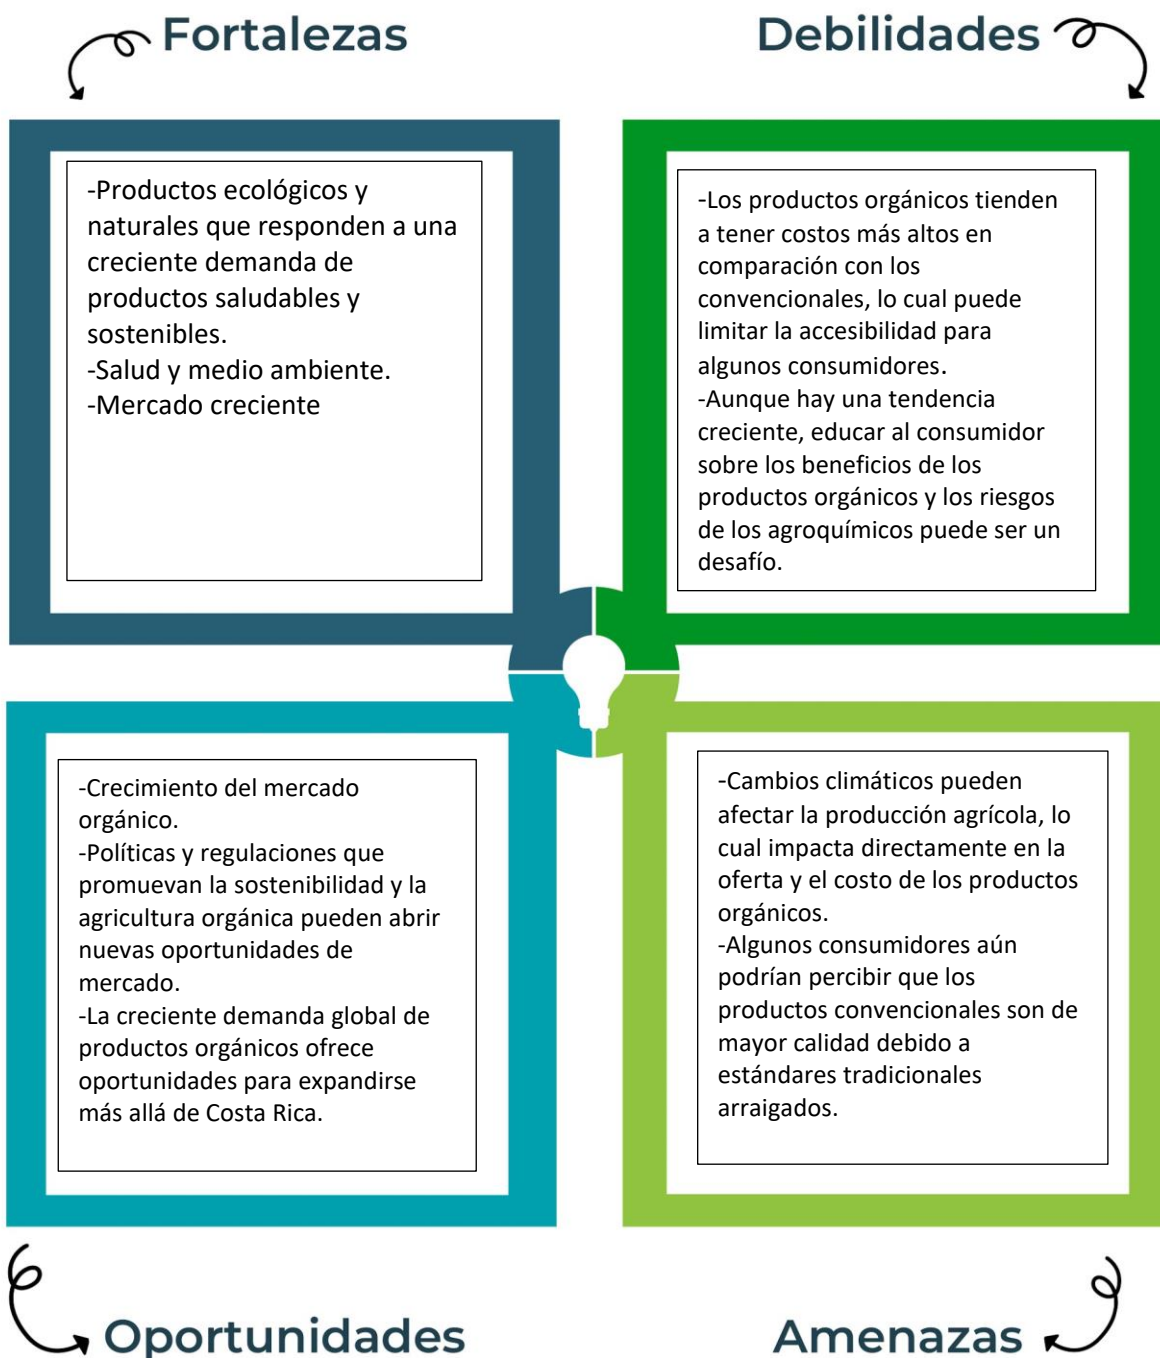 Fortalezas
-Productos ecológicos y
naturales que responden a una
creciente demanda de
productos saludables y
sostenibles.
-Salud y medio ambiente.
-Mercado creciente
Debilidades
-Los productos orgánicos tienden
a tener costos más altos en
comparación con los
convencionales, lo cual puede
limitar la accesibilidad para
algunos consumidores.
-Aunque hay una tendencia
creciente, educar al consumidor
sobre los beneficios de los
productos orgánicos y los riesgos
de los agroquímicos puede ser un
desafío.
-Crecimiento del mercado
orgánico.
-Políticas y regulaciones que
promuevan la sostenibilidad y la
agricultura orgánica pueden abrir
nuevas oportunidades de
mercado.
-La creciente demanda global de
productos orgánicos ofrece
oportunidades para expandirse
más allá de Costa Rica.
Oportunidades
-Cambios climáticos pueden
afectar la producción agrícola, lo
cual impacta directamente en la
oferta y el costo de los productos
orgánicos.
-Algunos consumidores aún
podrían percibir que los
productos convencionales son de
mayor calidad debido a
estándares tradicionales
arraigados.
Amenazas